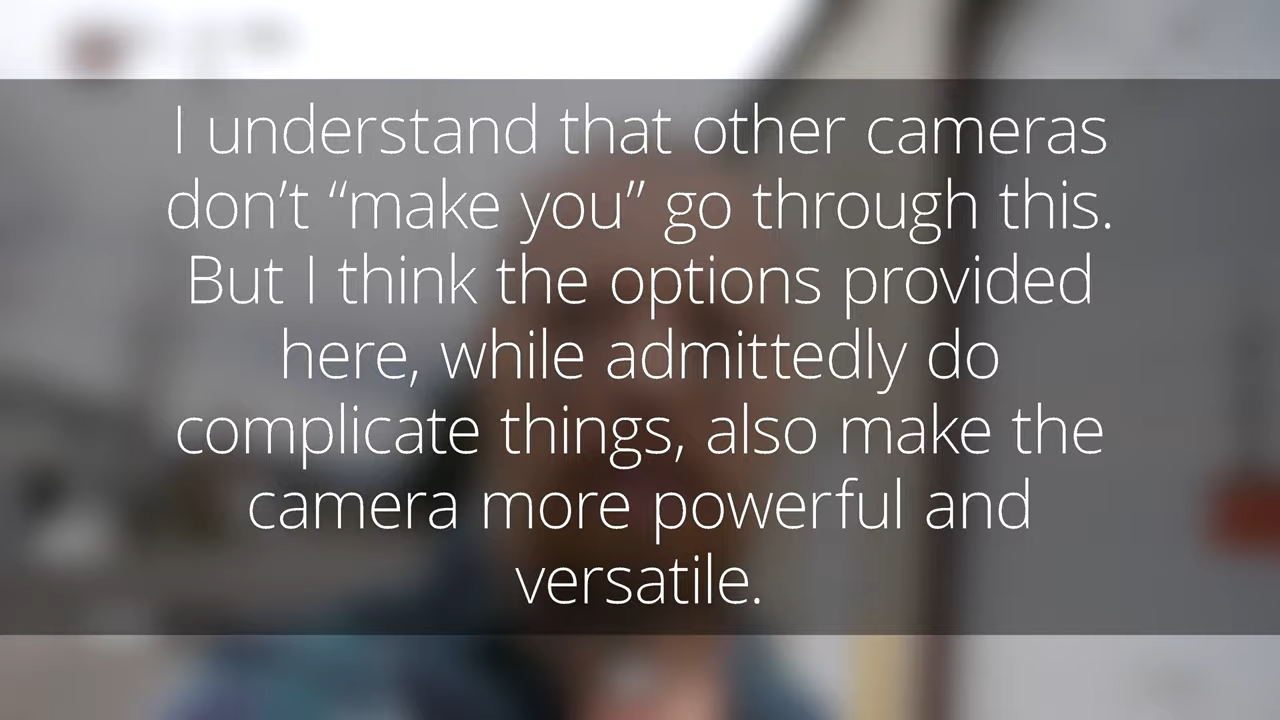 I understand that other cameras
don’t “make you” go through this.
But I think the options provided
here, while admittedly do
complicate things, also make the
camera more powerful and
versatile.